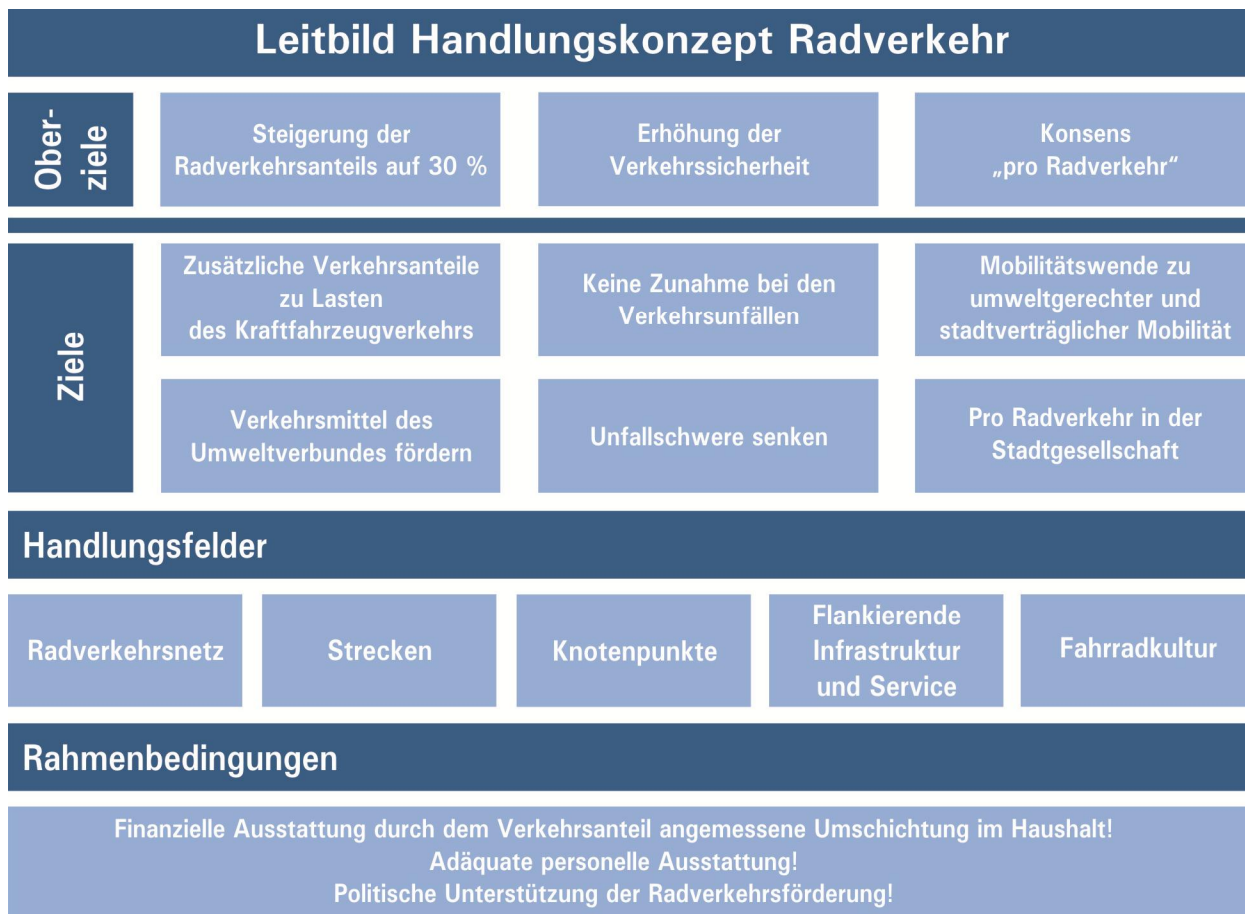 Leitbild Handlungskonzept Radverkehr
Ober-
ziele
Steigerung der
Radverkehrsanteils auf 30 %
Erhöhung der
Verkehrssicherheit
Konsens
„pro Radverkehr“
Ziele
Zusätzliche Verkehrsanteile
zu Lasten
des Kraftfahrzeugverkehrs
Keine Zunahme bei den
Verkehrsunfällen
Mobilitätswende zu
umweltgerechter und
stadtverträglicher Mobilität
Verkehrsmittel des
Umweltverbundes fördern
Unfallschwere senken
Pro Radverkehr in der
Stadtgesellschaft
Handlungsfelder
Radverkehrsnetz
Strecken
Knotenpunkte
Flankierende
Infrastruktur
und Service
Fahrradkultur
Rahmenbedingungen
Finanzielle Ausstattung durch dem Verkehrsanteil angemessene Umschichtung im Haushalt!
Adäquate personelle Ausstattung!
Politische Unterstützung der Radverkehrsförderung!